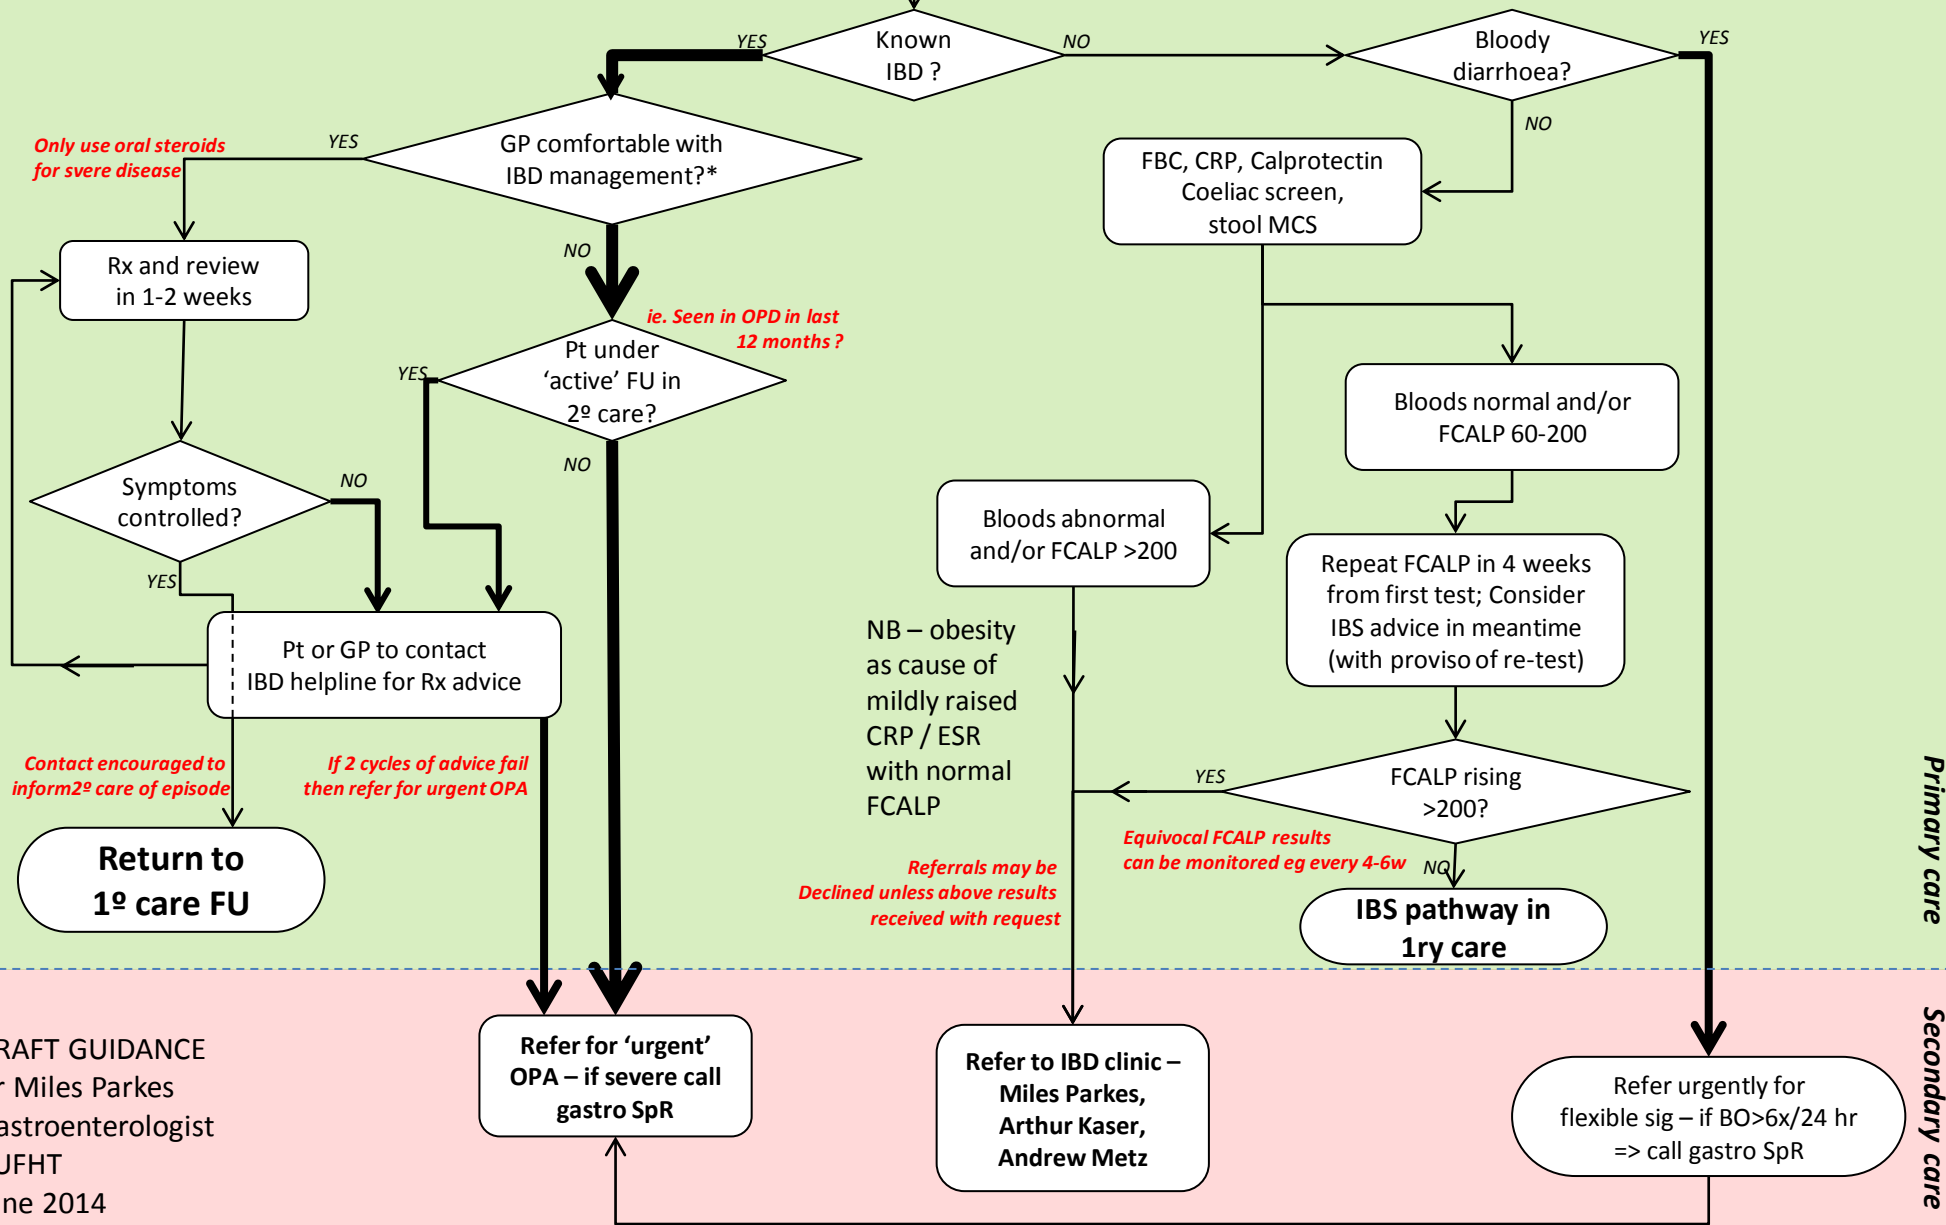 Known
IBD ?
YES
NO
Bloody
diarrhoea?
YES
NO
GP comfortable with
IBD management?*
YES
NO
Only use oral steroids
for svere disease
FBC, CRP, Calprotectin
Coeliac screen,
stool MCS
Rx and review
in 1-2 weeks
ie. Seen in OPD in last
12 months ?
Pt under
‘active’ FU in
2º care?
YES
NO
Bloods normal and/or
FCALP 60-200
Symptoms
controlled?
NO
YES
Bloods abnormal
and/or FCALP >200
Repeat FCALP in 4 weeks
from first test; Consider
IBS advice in meantime
(with proviso of re-test)
Pt or GP to contact
IBD helpline for Rx advice
NB – obesity
as cause of
mildly raised
CRP / ESR
with normal
FCALP
Contact encouraged to
inform2º care of episode
If 2 cycles of advice fail
then refer for urgent OPA
FCALP rising
>200?
YES
NO
Equivocal FCALP results
can be monitored eg every 4-6w
Referrals may be
Declined unless above results
received with request
Return to
1º care FU
IBS pathway in
1ry care
Primary care
Secondary care
RAFT GUIDANCE
r Miles Parkes
astroenterologist
UFHT
ne 2014
Refer for ‘urgent’
OPA – if severe call
gastro SpR
Refer to IBD clinic –
Miles Parkes,
Arthur Kaser,
Andrew Metz
Refer urgently for
flexible sig – if BO>6x/24 hr
=> call gastro SpR